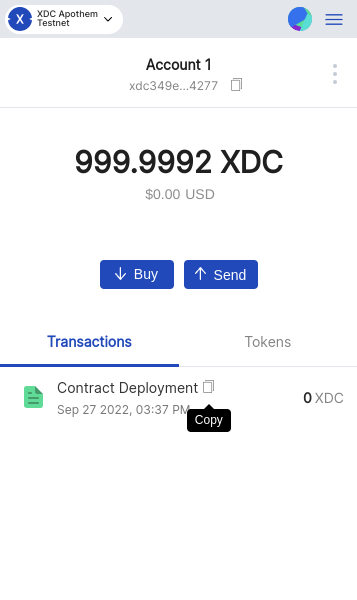 X
XDC Apothem
Testnet
Account 1
xdc349e...4277
999.9992 XDC
$0.00 USD
Buy
Send
Transactions
Tokens
Contract Deployment
0 XDC
Sep 27 2022, 03:37 PM
Copy